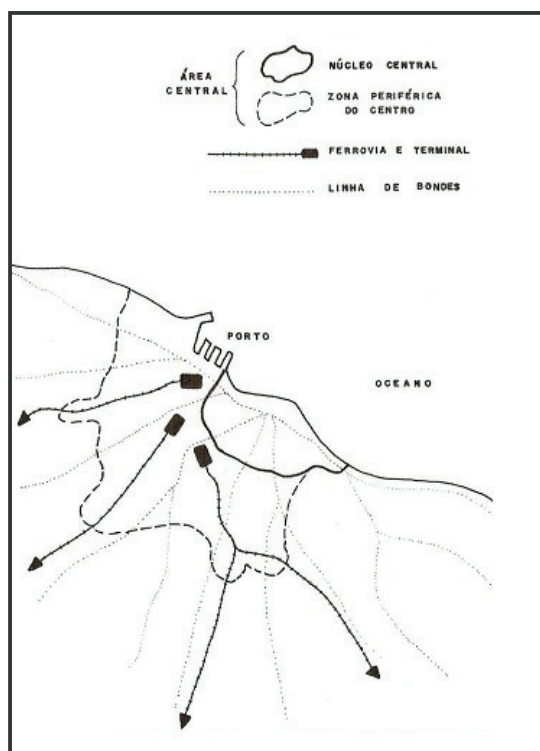 ÁREA
CENTRAL
NÚCLEO CENTRAL
ZONA PERIFÉRICA
DO CENTRO
FERROVIA E TERMINAL
LINHA DE BONDES
PORTO
OCEANO